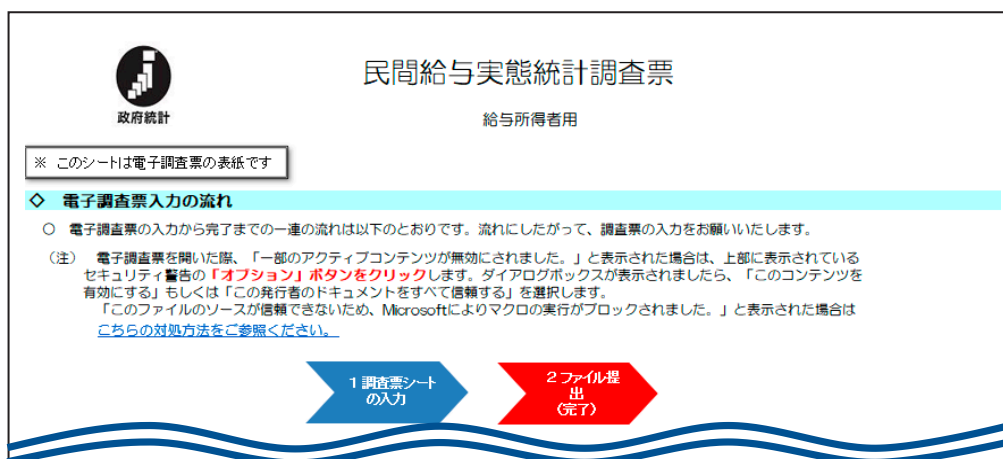 民間給与実態統計調査票
政府統計
給与所得者用
※ このシートは電子調査票の表紙です
◇ 電子調査票入力の流れ
○ 電子調査票の入力から完了までの一連の流れは以下のとおりです。流れにしたがって、調査票の入力をお願いいたします。
（注） 電子調査票を開いた際、「一部のアクティブコンテンツが無効にされました。」と表示された場合は、上部に表示されている
セキュリティ警告の「オプション」ボタンをクリックします。ダイアログボックスが表示されましたら、「このコンテンツを
有効にする」もしくは「この発行者のドキュメントをすべて信頼する」を選択します。
「このファイルのソースが信頼できないため、Microsoftによりマクロの実行がブロックされました。」と表示された場合は
こちらの対処方法をご参照ください。
1 調査票シート
の入力
2 ファイル提
出
(完了)